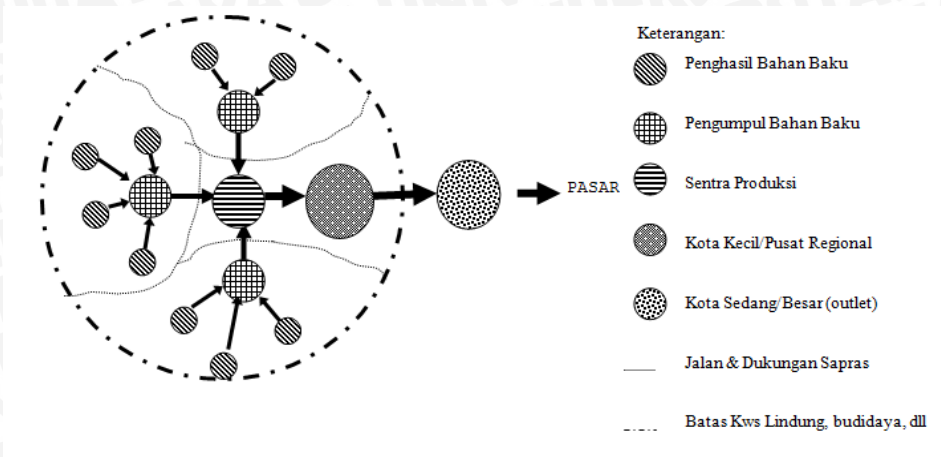 Keterangan:
Penghasil Bahan Baku
Pengumpul Bahan Baku
PASAR
Sentra Produksi
Kota Kecil/Pusat Regional
Kota Sedang/Besar (outlet)
Jalan & Dukungan Sapras
Batas Kws Lindung, budidaya, dll